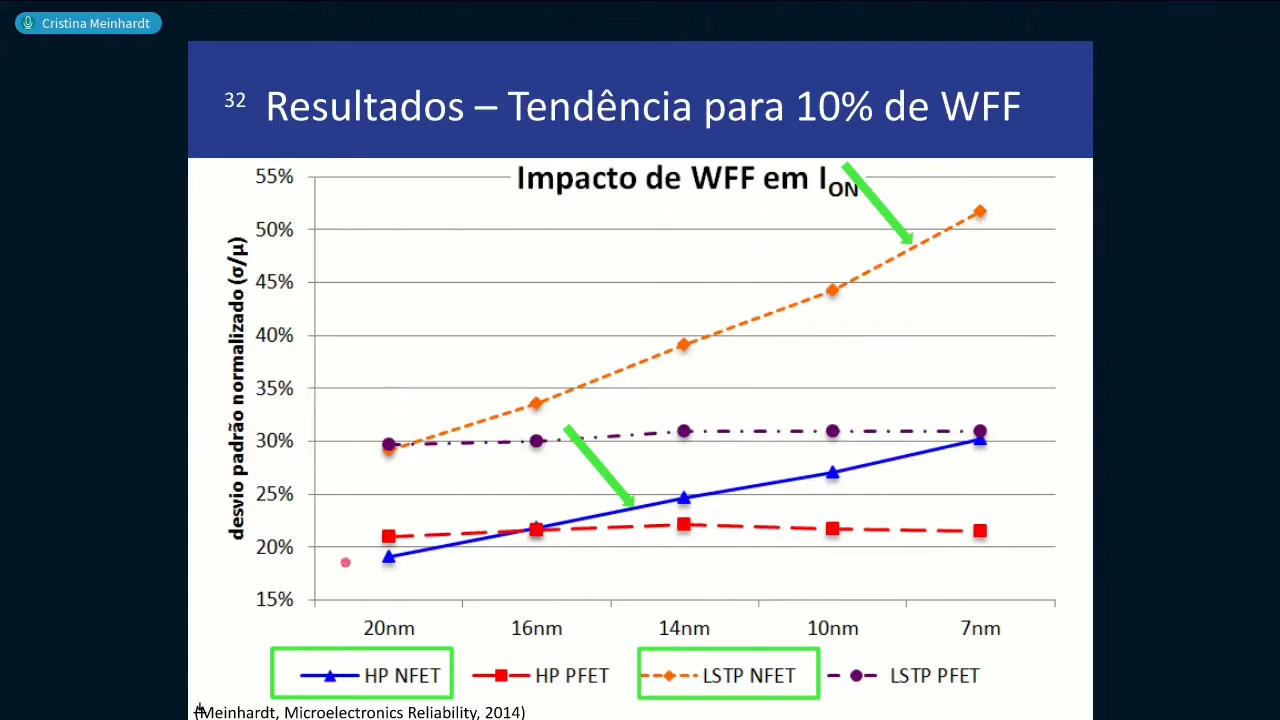 Cristina Meinhardt
32 Resultados – Tendência para 10% de WFF
Impacto de WFF em ION
desvio padrão normalizado (σ/μ)
55%
50%
45%
40%
35%
30%
25%
20%
15%
20nm 16nm 14nm 10nm 7nm
HP NFET HP PFET LSTP NFET LSTP PFET
(Meinhardt, Microelectronics Reliability, 2014)